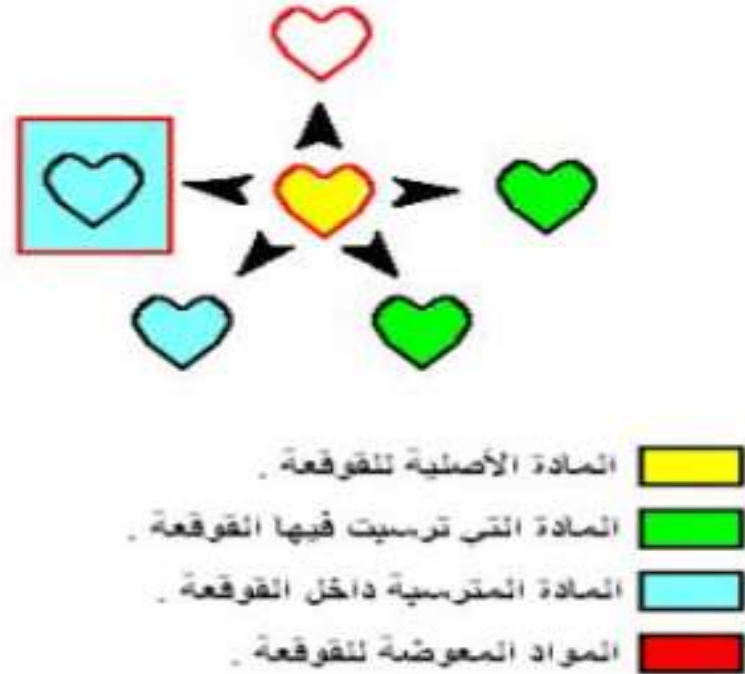 المادة الأصلية للقوقعة .
المادة التي ترسبت فيها القوقعة .
المادة المترسبة داخل القوقعة .
المواد المعوضة للقوقعة .